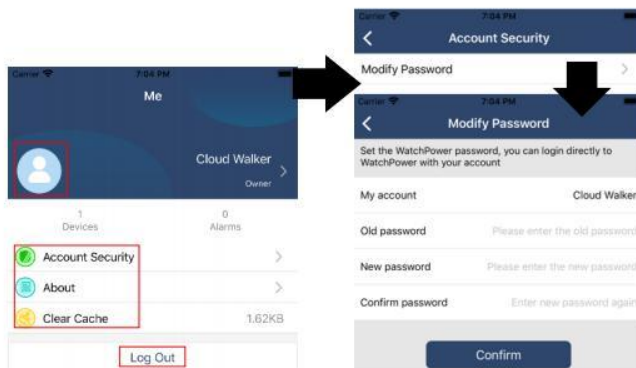 Carrier 7:04 PM
Me
Cloud Walker
Owner
1
Devices
0
Alarms
Account Security
About
Clear Cache 1.62KB
Log Out
Carrier 7:04 PM
Account Security
Modify Password
Carrier 7:04 PM
Modify Password
Set the WatchPower password, you can login directly to
WatchPower with your account
My account Cloud Walker
Old password Please enter the old password
New password Please enter the new password
Confirm password Enter new password again
Confirm